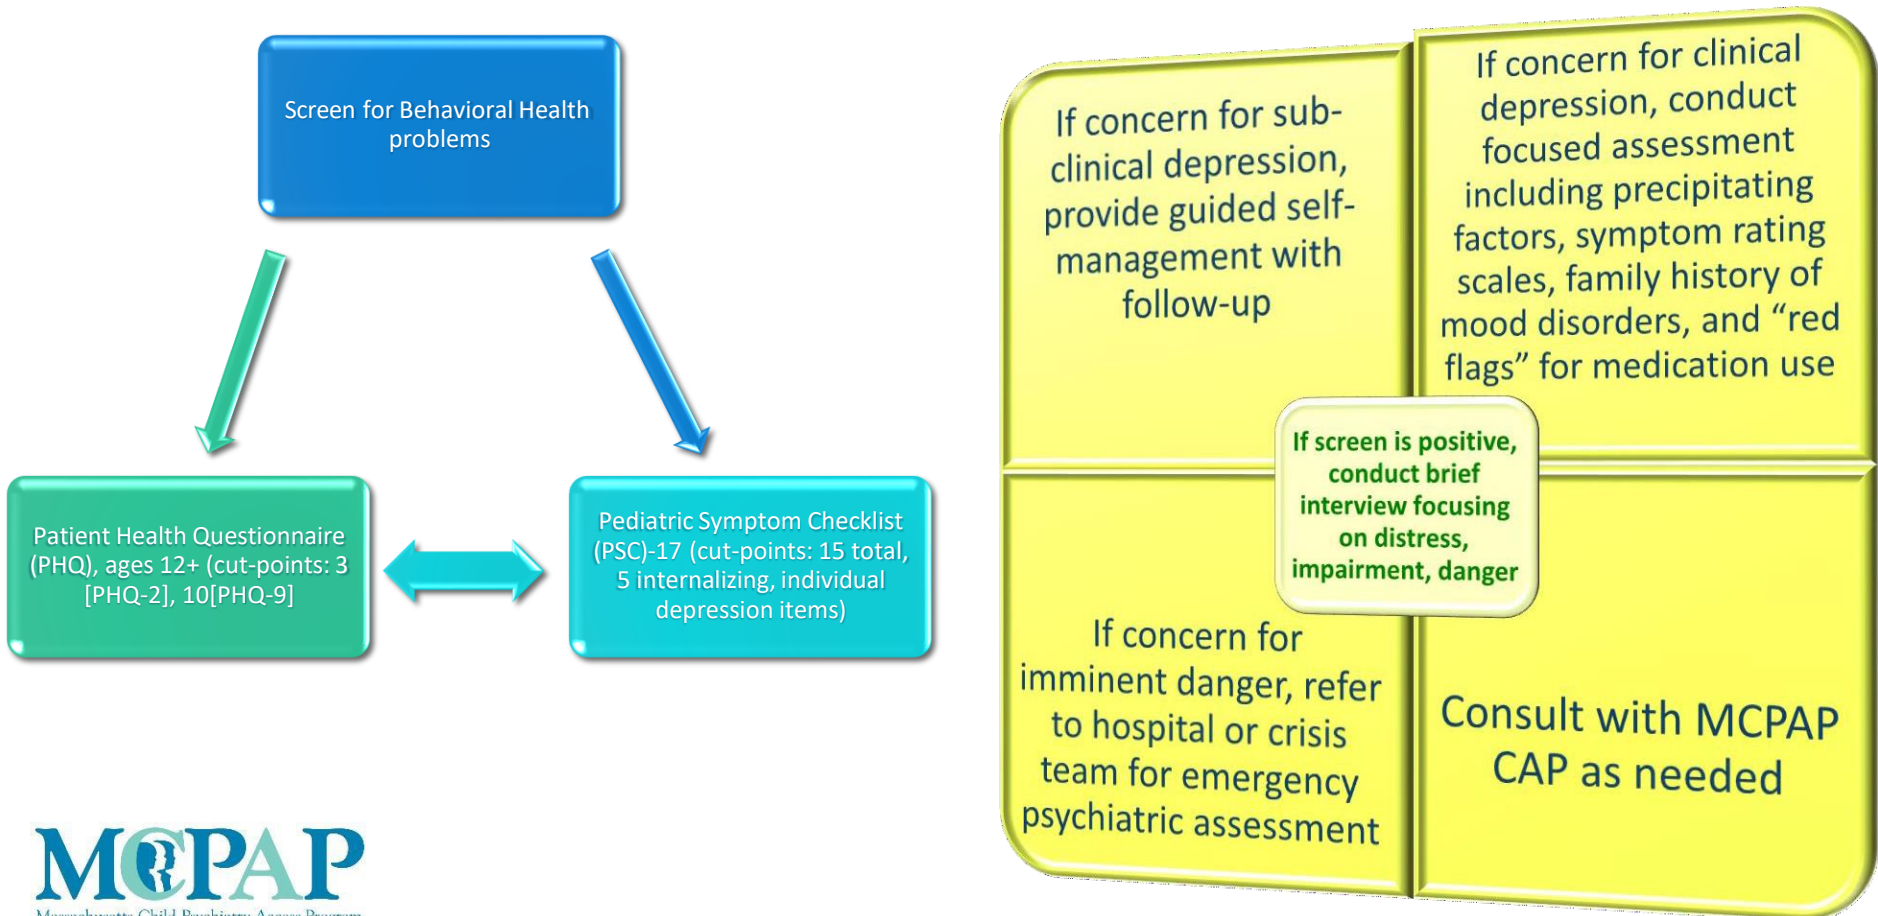 Screen for Behavioral Health
problems
Patient Health Questionnaire
(PHQ), ages 12+ (cut-points: 3
[PHQ-2], 10[PHQ-9]
Pediatric Symptom Checklist
(PSC)-17 (cut-points: 15 total,
5 internalizing, individual
depression items)
MCPAP
Massachusetts Child Psychiatry Access Program
If concern for sub-
clinical depression,
provide guided self-
management with
follow-up
If concern for clinical
depression, conduct
focused assessment
including precipitating
factors, symptom rating
scales, family history of
mood disorders, and “red
flags” for medication use
If screen is positive,
conduct brief
interview focusing
on distress,
impairment, danger
If concern for
imminent danger, refer
to hospital or crisis
team for emergency
psychiatric assessment
Consult with MCPAP
CAP as needed